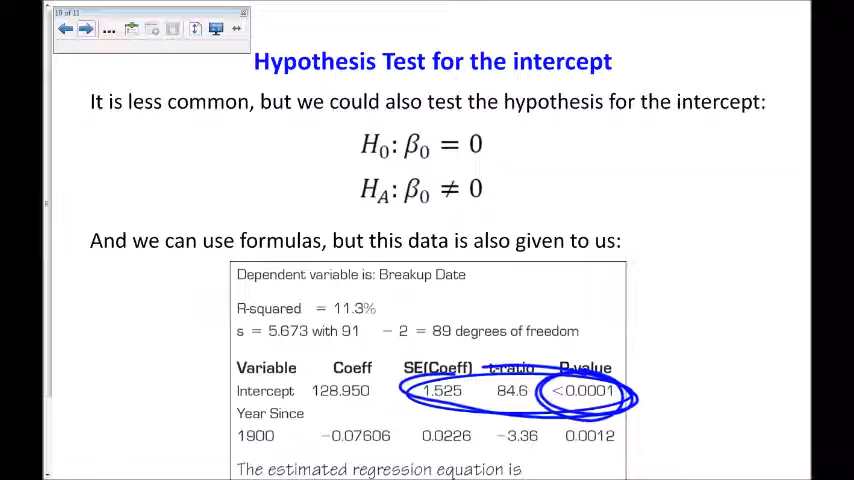 10 of 11
Hypothesis Test for the intercept
It is less common, but we could also test the hypothesis for the intercept:
H₀: β₀ = 0
H_A: β₀ ≠ 0
And we can use formulas, but this data is also given to us:
Dependent variable is: Breakup Date
R-squared = 11.3%
s = 5.673 with 91 − 2 = 89 degrees of freedom
Variable Coeff SE(Coeff) t-ratio P-value
Intercept 128.950 1.525 84.6 <0.0001
Year Since
1900 −0.07606 0.0226 −3.36 0.0012
The estimated regression equation is